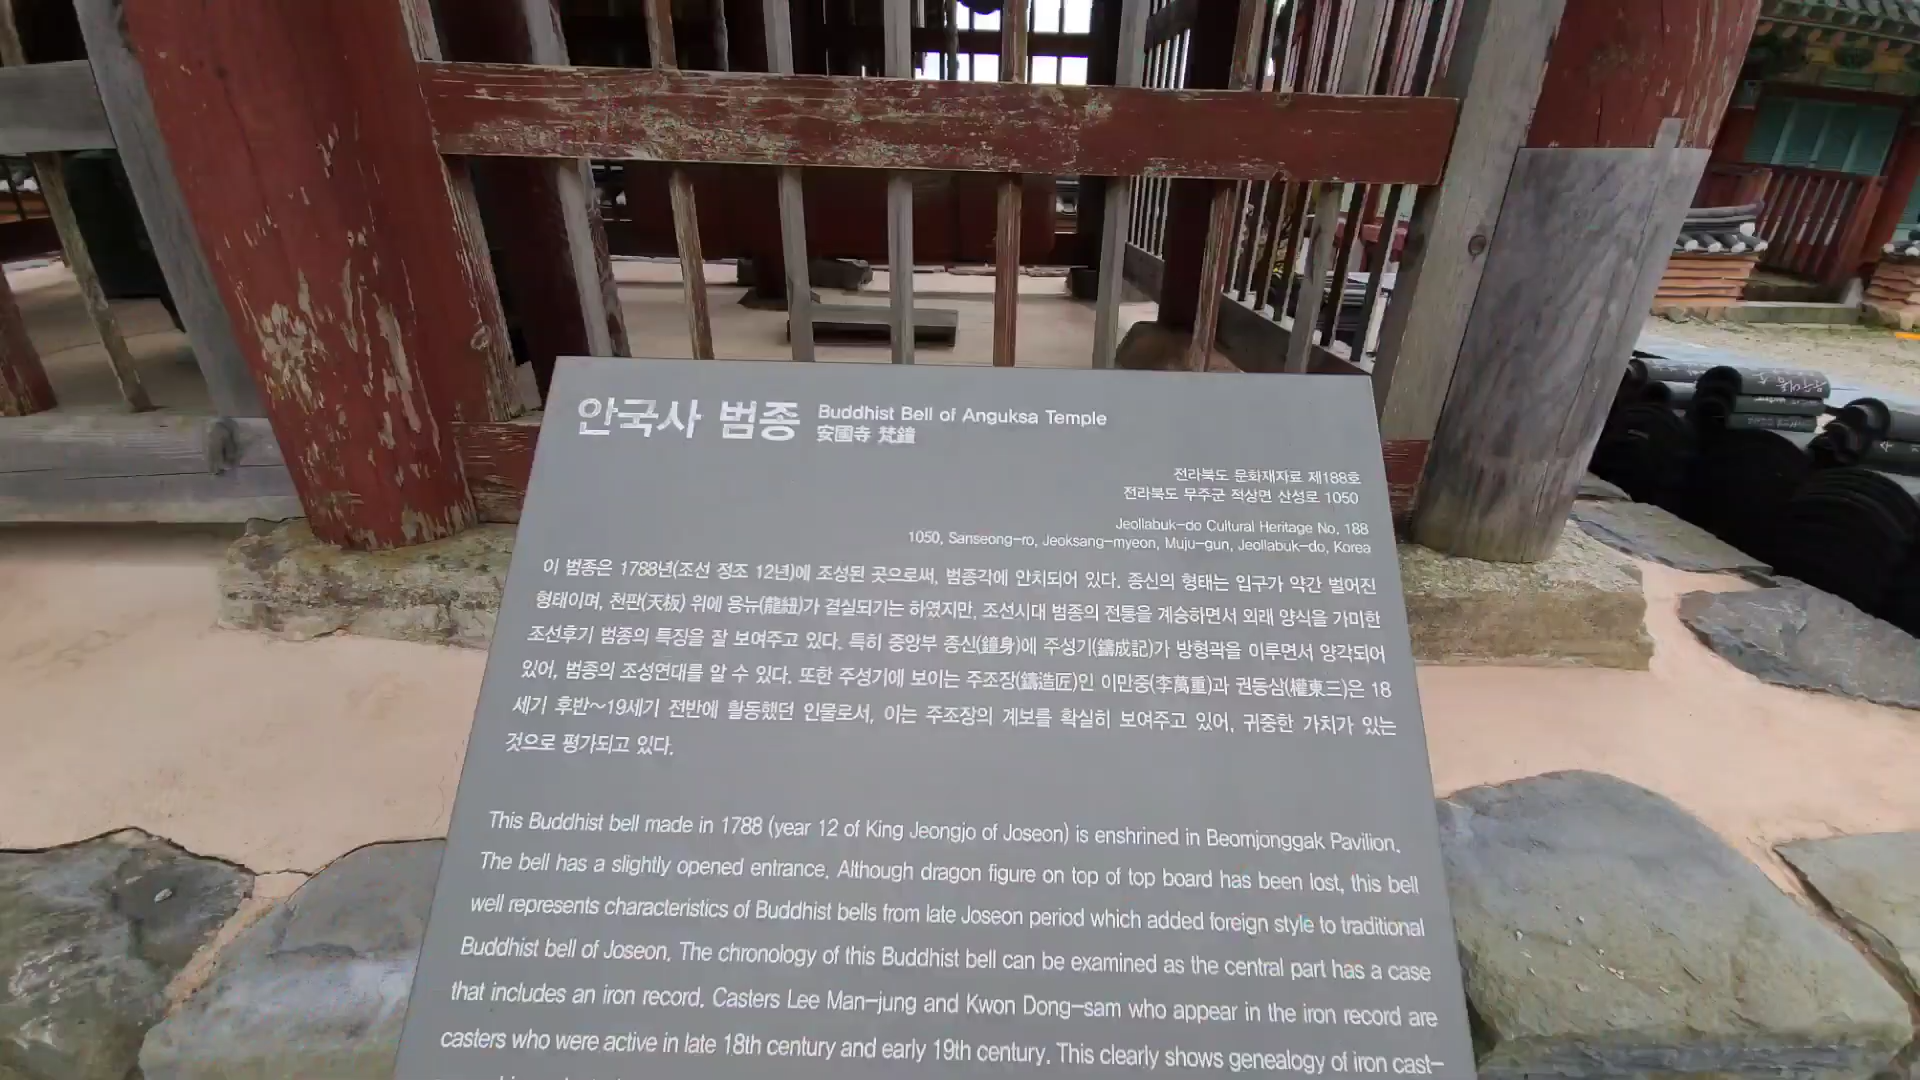 안국사 범종 Buddhist Bell of Anguksa Temple
安國寺 梵鐘
전라북도 문화재자료 제188호
전라북도 무주군 적상면 산성로 1050
Jeollabuk-do Cultural Heritage No. 188
1050, Sanseong-ro, Jeoksang-myeon, Muju-gun, Jeollabuk-do, Korea
이 범종은 1788년(조선 정조 12년)에 조성된 곳으로써, 범종각에 안치되어 있다. 종신의 형태는 입구가 약간 벌어진
형태이며, 천판(天板) 위에 용뉴(龍紐)가 결실되기는 하였지만, 조선시대 범종의 전통을 계승하면서 외래 양식을 가미한
조선후기 범종의 특징을 잘 보여주고 있다. 특히 중앙부 종신(鐘身)에 주성기(鑄成記)가 방형곽을 이루면서 양각되어
있어, 범종의 조성연대를 알 수 있다. 또한 주성기에 보이는 주조장(鑄造匠)인 이만중(李萬重)과 권동삼(權東三)은 18
세기 후반~19세기 전반에 활동했던 인물로서, 이는 주조장의 계보를 확실히 보여주고 있어, 귀중한 가치가 있는
것으로 평가되고 있다.
This Buddhist bell made in 1788 (year 12 of King Jeongjo of Joseon) is enshrined in Beomjonggak Pavilion.
The bell has a slightly opened entrance. Although dragon figure on top of top board has been lost, this bell
well represents characteristics of Buddhist bells from late Joseon period which added foreign style to traditional
Buddhist bell of Joseon. The chronology of this Buddhist bell can be examined as the central part has a case
that includes an iron record. Casters Lee Man-jung and Kwon Dong-sam who appear in the iron record are
casters who were active in late 18th century and early 19th century. This clearly shows genealogy of iron cast-